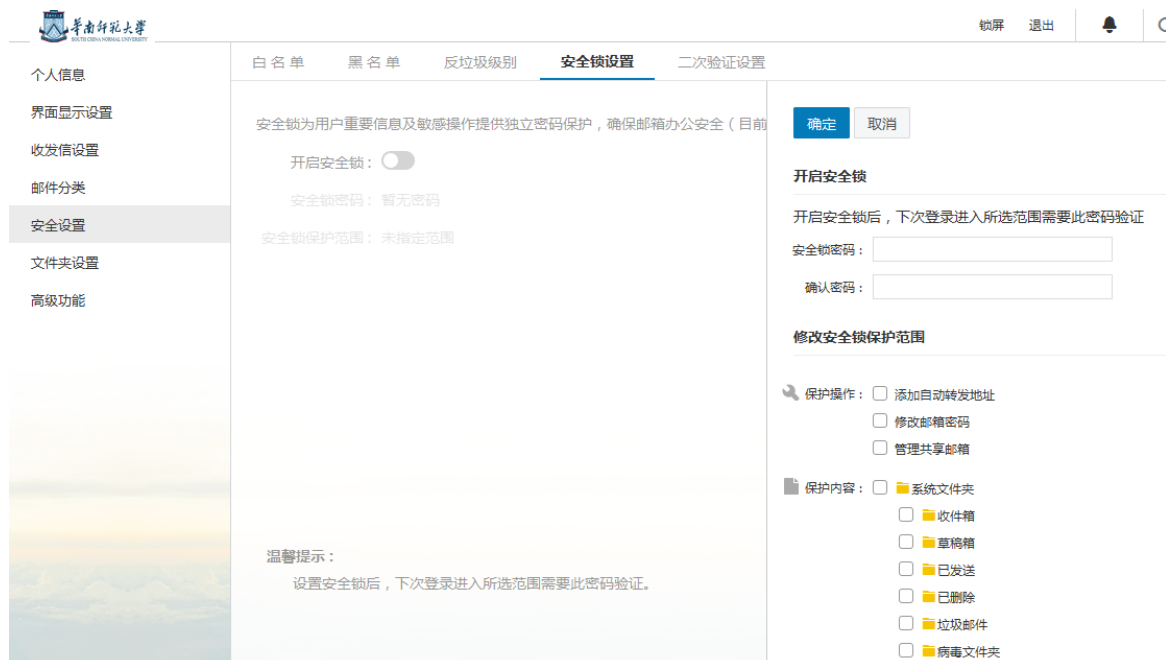 華南師範大學
SOUTH CHINA NORMAL UNIVERSITY
锁屏 退出
个人信息
界面显示设置
收发信设置
邮件分类
安全设置
文件夹设置
高级功能
白名单 黑名单 反垃圾级别 安全锁设置 二次验证设置
安全锁为用户重要信息及敏感操作提供独立密码保护，确保邮箱办公安全（目前
开启安全锁：
安全锁密码：暂无密码
安全锁保护范围：未指定范围
温馨提示：
设置安全锁后，下次登录进入所选范围需要此密码验证。
确定 取消
开启安全锁
开启安全锁后，下次登录进入所选范围需要此密码验证
安全锁密码：
确认密码：
修改安全锁保护范围
保护操作： 添加自动转发地址
修改邮箱密码
管理共享邮箱
保护内容： 系统文件夹
收件箱
草稿箱
已发送
已删除
垃圾邮件
病毒文件夹